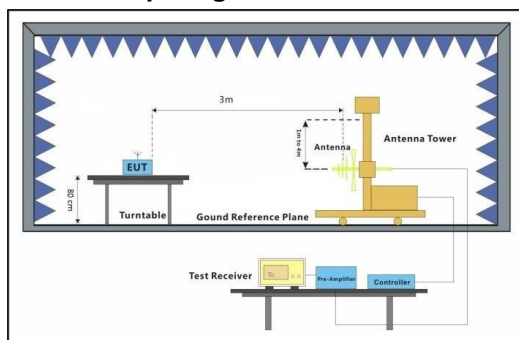 3m
1m to 4m
Antenna
Antenna Tower
EUT
80 cm
Turntable
Gound Reference Plane
Test Receiver
Pre-Amplifier
Controller